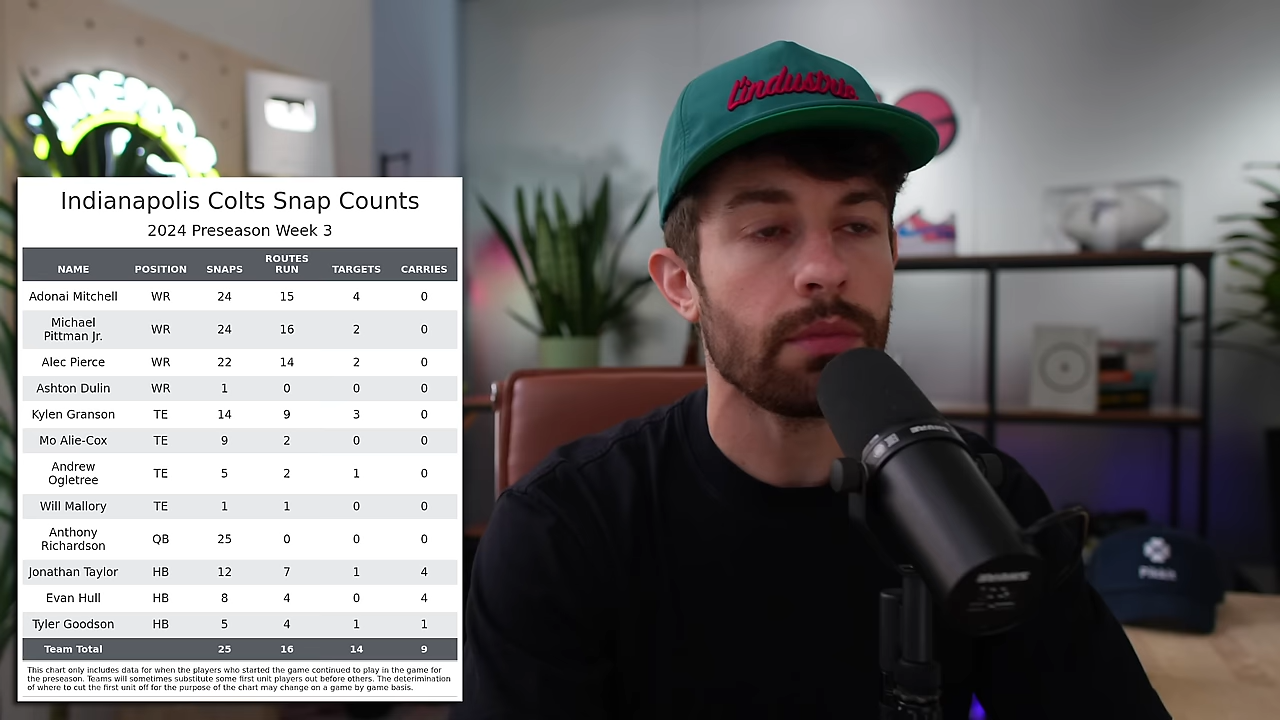 l'industrie
Indianapolis Colts Snap Counts
2024 Preseason Week 3
NAME POSITION SNAPS ROUTES RUN TARGETS CARRIES
Adonai Mitchell WR 24 15 4 0
Michael Pittman Jr. WR 24 16 2 0
Alec Pierce WR 22 14 2 0
Ashton Dulin WR 1 0 0 0
Kylen Granson TE 14 9 3 0
Mo Alie-Cox TE 9 2 0 0
Andrew Ogletree TE 5 2 1 0
Will Mallory TE 1 1 0 0
Anthony Richardson QB 25 0 0 0
Jonathan Taylor HB 12 7 1 4
Evan Hull HB 8 4 0 4
Tyler Goodson HB 5 4 1 1
Team Total 25 16 14 9
This chart only includes data for when the players who started the game continued to play in the game for
the preseason. Teams will sometimes substitute some first unit players out before others. The determination
of where to cut the first unit off for the purpose of the chart may change on a game by game basis.
SHURE